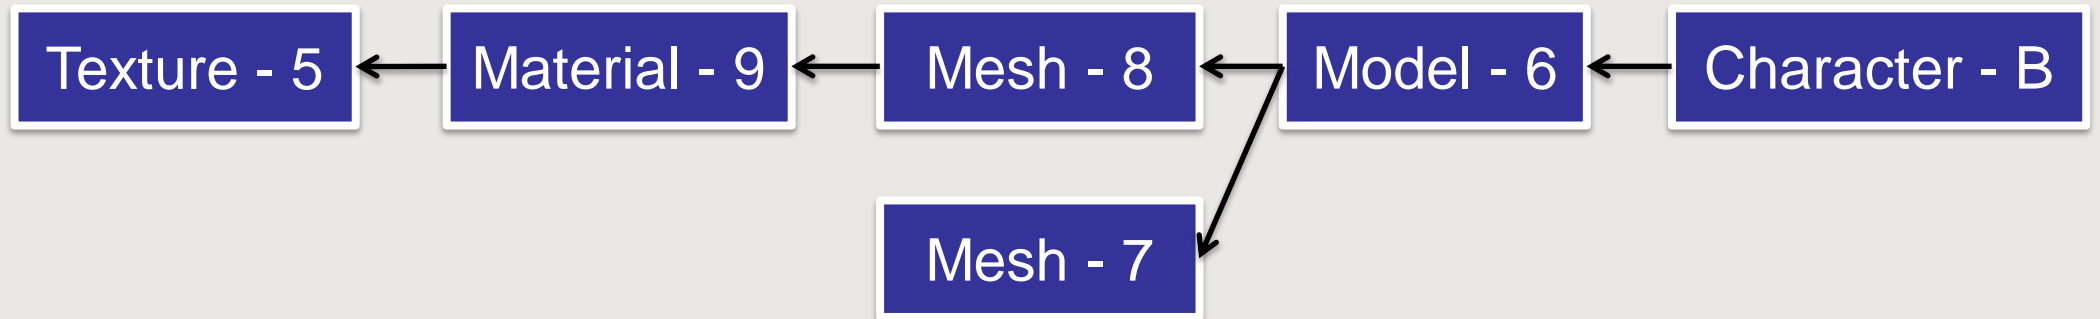 Texture - 5
Material - 9
Mesh - 8
Model - 6
Character - B
Mesh - 7